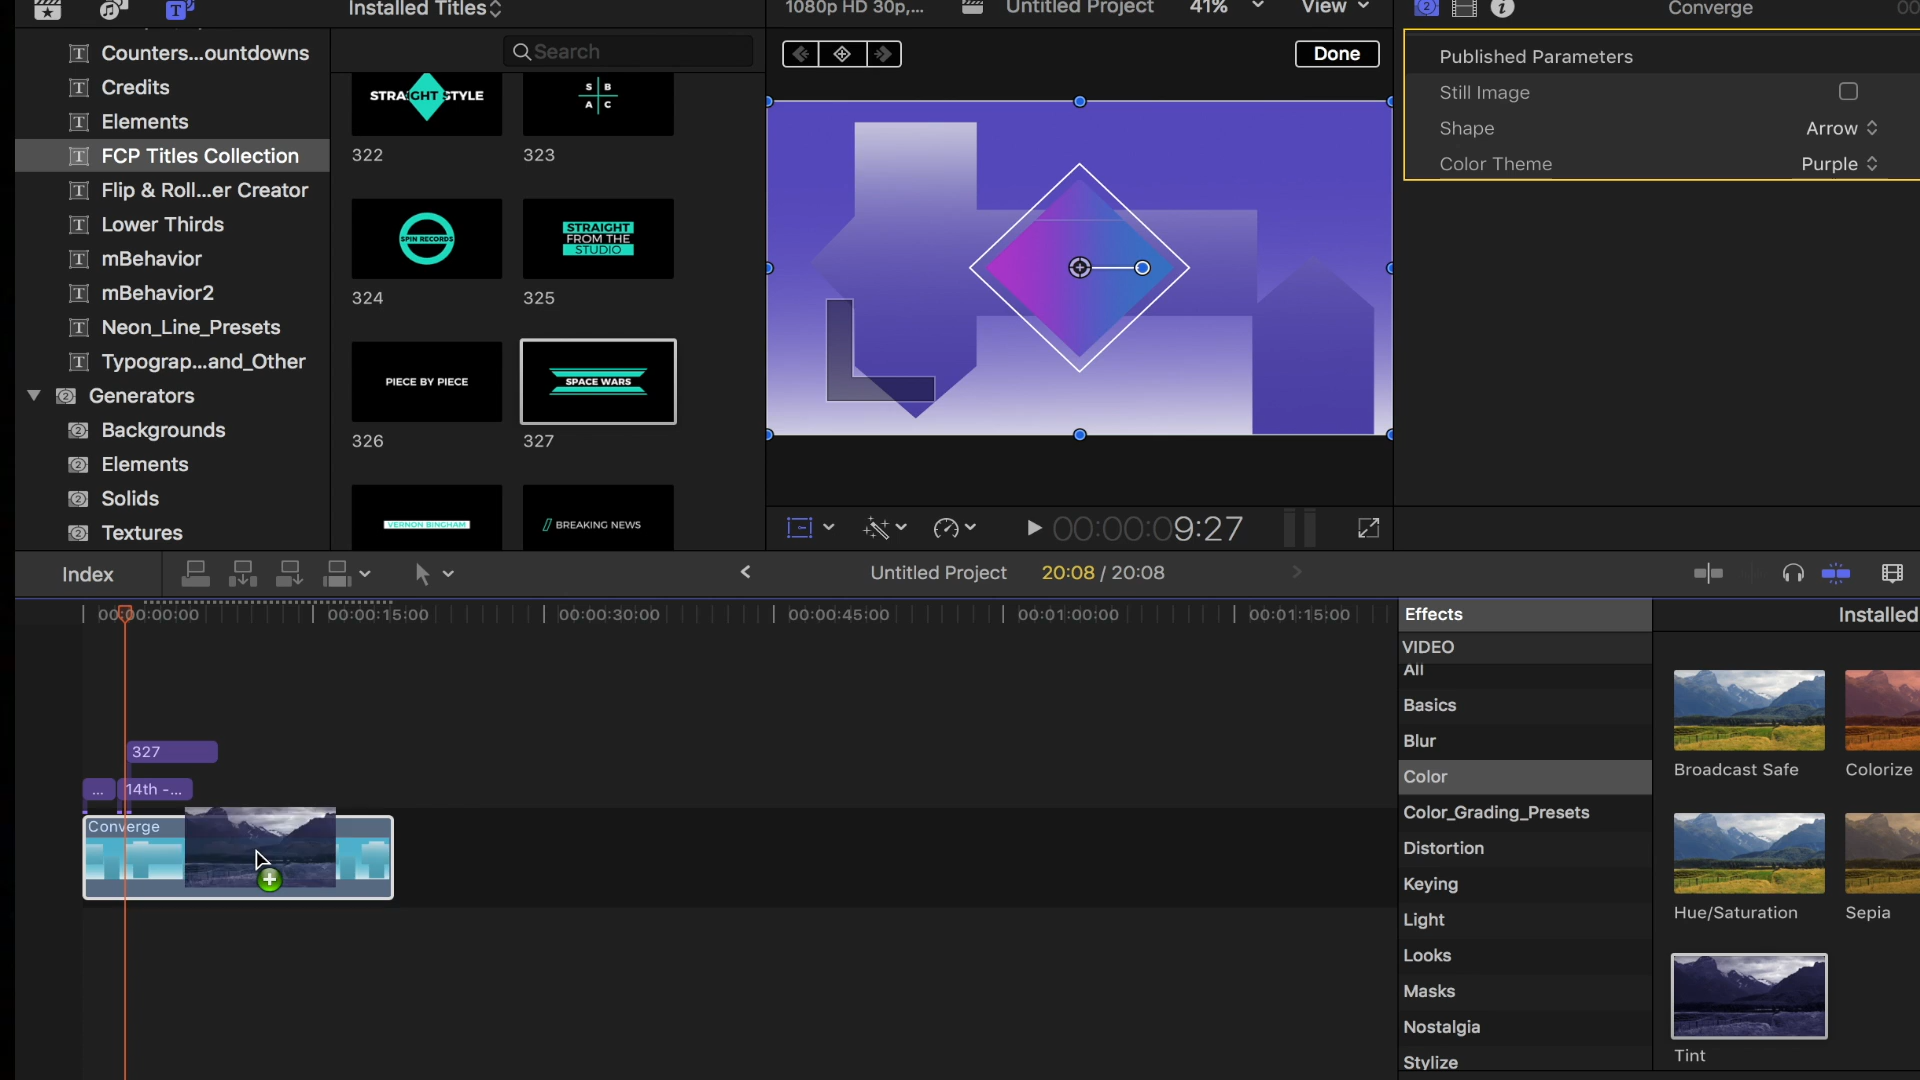 Installed Titles
1080p HD 30p,...
Untitled Project
41%
View
Converge
00
Counters...ountdowns
Credits
Elements
FCP Titles Collection
Flip & Roll...er Creator
Lower Thirds
mBehavior
mBehavior2
Neon_Line_Presets
Typograp...and_Other
Generators
Backgrounds
Elements
Solids
Textures
Search
STRAIGHT STYLE
S B
A C
322
323
SPIN RECORDS
STRAIGHT
FROM THE
STUDIO
324
325
PIECE BY PIECE
SPACE WARS
326
327
VERNON BINGHAM
BREAKING NEWS
Done
Published Parameters
Still Image
Shape
Arrow
Color Theme
Purple
00:00:09:27
Index
Untitled Project
20:08 / 20:08
00:00:00:00
00:00:15:00
00:00:30:00
00:00:45:00
00:01:00:00
00:01:15:00
327
...
14th -...
Converge
Effects
Installed
VIDEO
All
Basics
Blur
Color
Color_Grading_Presets
Distortion
Keying
Light
Looks
Masks
Nostalgia
Stylize
Broadcast Safe
Colorize
Hue/Saturation
Sepia
Tint